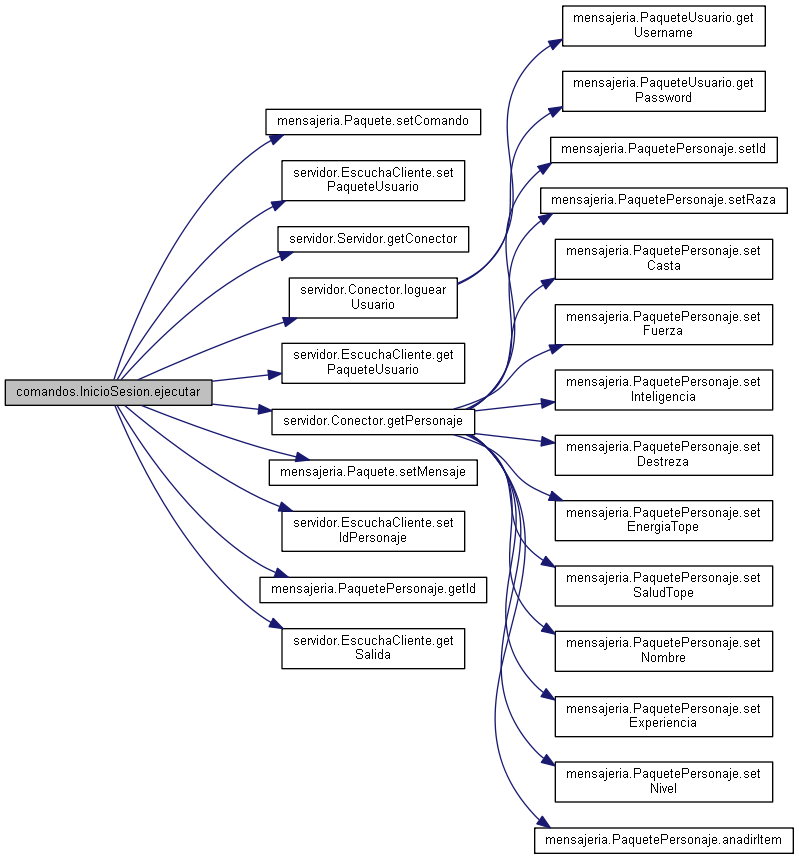 comandos.InicioSesion.ejecutar
mensajeria.Paquete.setComando
servidor.EscuchaCliente.set
PaqueteUsuario
servidor.Servidor.getConector
servidor.Conector.loguear
Usuario
servidor.EscuchaCliente.get
PaqueteUsuario
servidor.Conector.getPersonaje
mensajeria.Paquete.setMensaje
servidor.EscuchaCliente.set
IdPersonaje
mensajeria.PaquetePersonaje.getId
servidor.EscuchaCliente.get
Salida
mensajeria.PaqueteUsuario.get
Username
mensajeria.PaqueteUsuario.get
Password
mensajeria.PaquetePersonaje.setId
mensajeria.PaquetePersonaje.setRaza
mensajeria.PaquetePersonaje.set
Casta
mensajeria.PaquetePersonaje.set
Fuerza
mensajeria.PaquetePersonaje.set
Inteligencia
mensajeria.PaquetePersonaje.set
Destreza
mensajeria.PaquetePersonaje.set
EnergiaTope
mensajeria.PaquetePersonaje.set
SaludTope
mensajeria.PaquetePersonaje.set
Nombre
mensajeria.PaquetePersonaje.set
Experiencia
mensajeria.PaquetePersonaje.set
Nivel
mensajeria.PaquetePersonaje.anadirItem